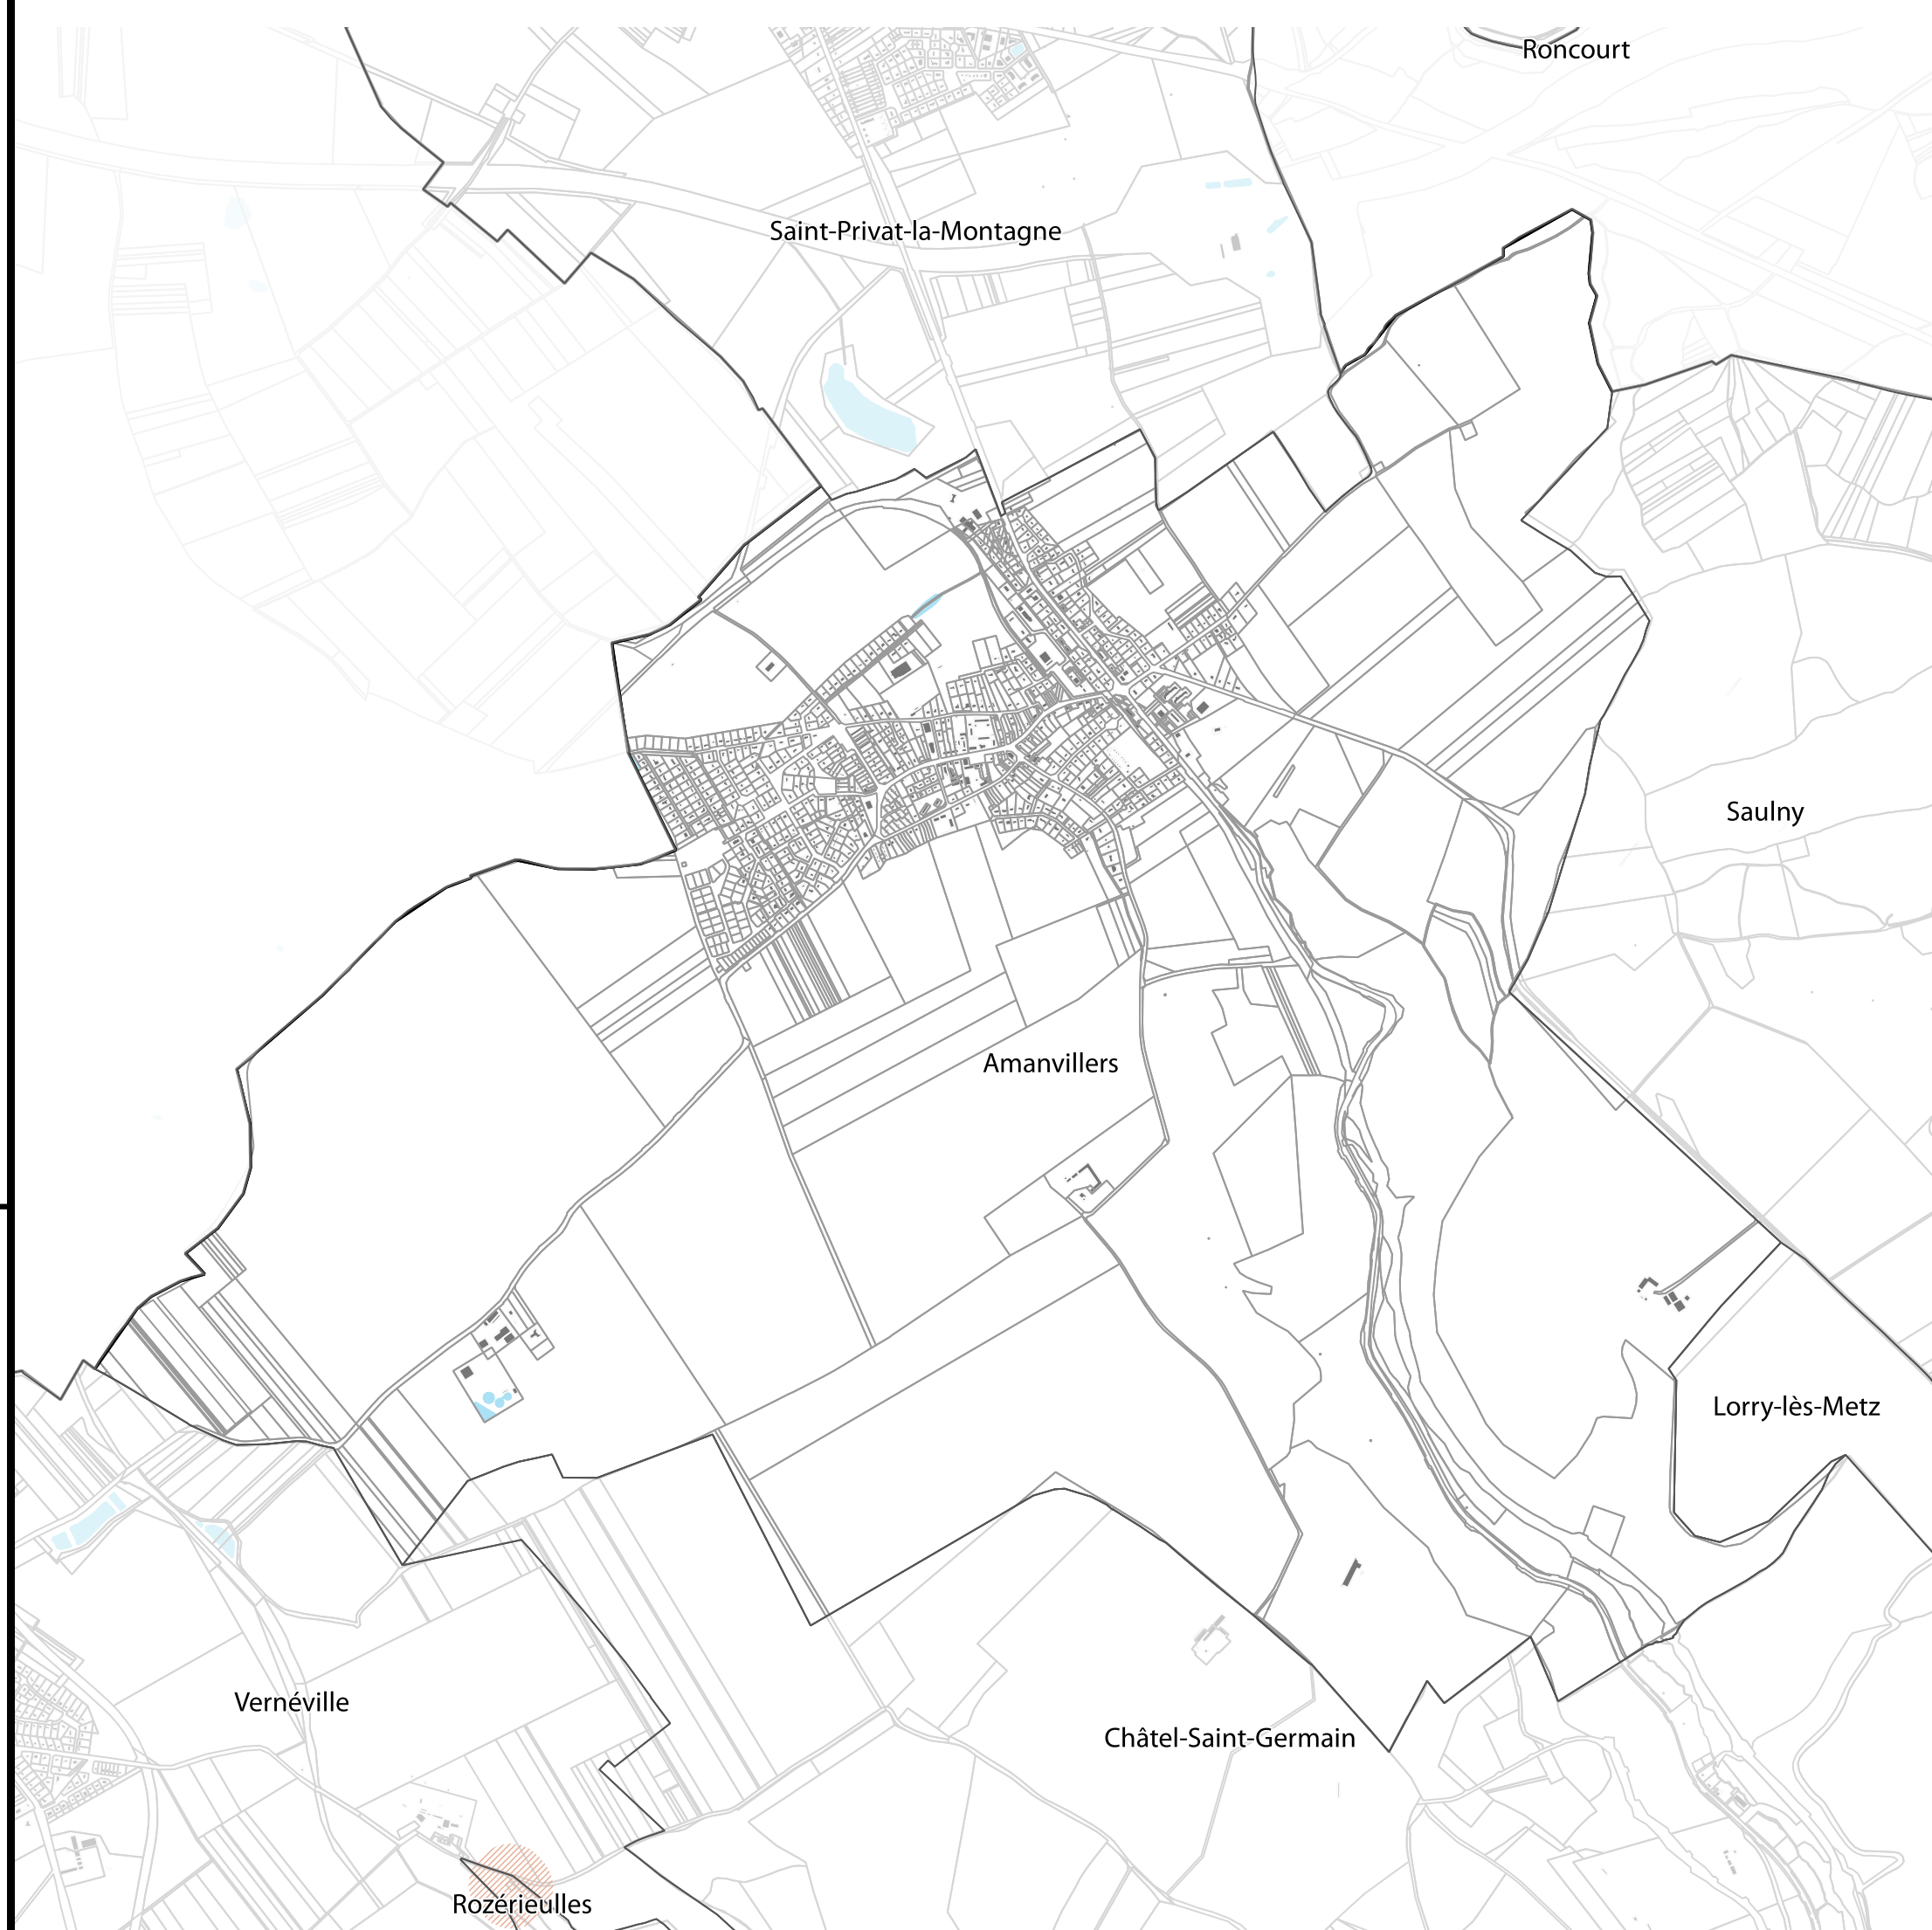 Roncourt
Saint-Privat-la-Montagne
Saulny
Amanvillers
Lorry-lès-Metz
Vernéville
Châtel-Saint-Germain
Rozérieulles